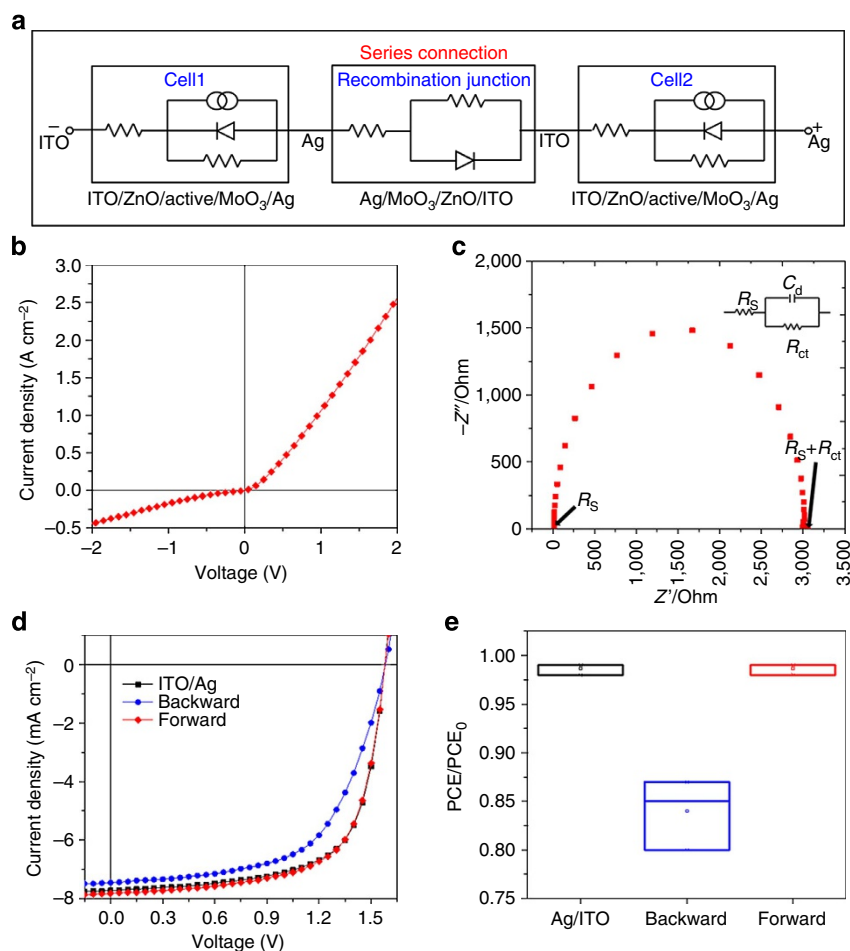 a
Series connection
Cell1
Recombination junction
Cell2
−
+
ITO
Ag
ITO
Ag
ITO/ZnO/active/MoO₃/Ag
Ag/MoO₃/ZnO/ITO
ITO/ZnO/active/MoO₃/Ag
b
3.0
2.5
2.0
1.5
1.0
0.5
0.0
−0.5
−2
−1
0
1
2
Current density (A cm⁻²)
Voltage (V)
c
2,000
1,500
1,000
500
0
0
500
1,000
1,500
2,000
2,500
3,000
3.500
−Z″/Ohm
Z′/Ohm
C_d
R_S
R_ct
R_S+R_ct
R_S
d
0
−2
−4
−6
−8
0.0
0.3
0.6
0.9
1.2
1.5
Current density (mA cm⁻²)
Voltage (V)
ITO/Ag
Backward
Forward
e
1.00
0.95
0.90
0.85
0.80
0.75
PCE/PCE₀
Ag/ITO
Backward
Forward